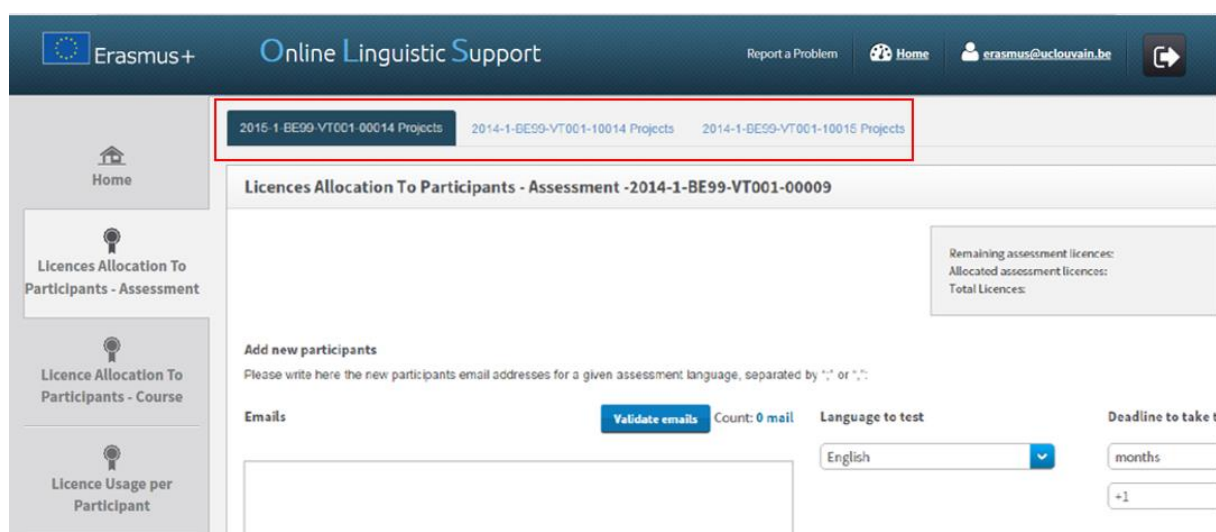 Erasmus+
Online Linguistic Support
Report a Problem
Home
erasmus@uclouvain.be
2015-1-BE99-VT001-00014 Projects
2014-1-BE99-VT001-10014 Projects
2014-1-BE99-VT001-10015 Projects
Home
Licences Allocation To
Participants - Assessment
Licence Allocation To
Participants - Course
Licence Usage per
Participant
Licences Allocation To Participants - Assessment -2014-1-BE99-VT001-00009
Remaining assessment licences:
Allocated assessment licences:
Total Licences:
Add new participants
Please write here the new participants email addresses for a given assessment language, separated by ";" or ",":
Emails
Validate emails
Count: 0 mail
Language to test
English
Deadline to take t
months
+1